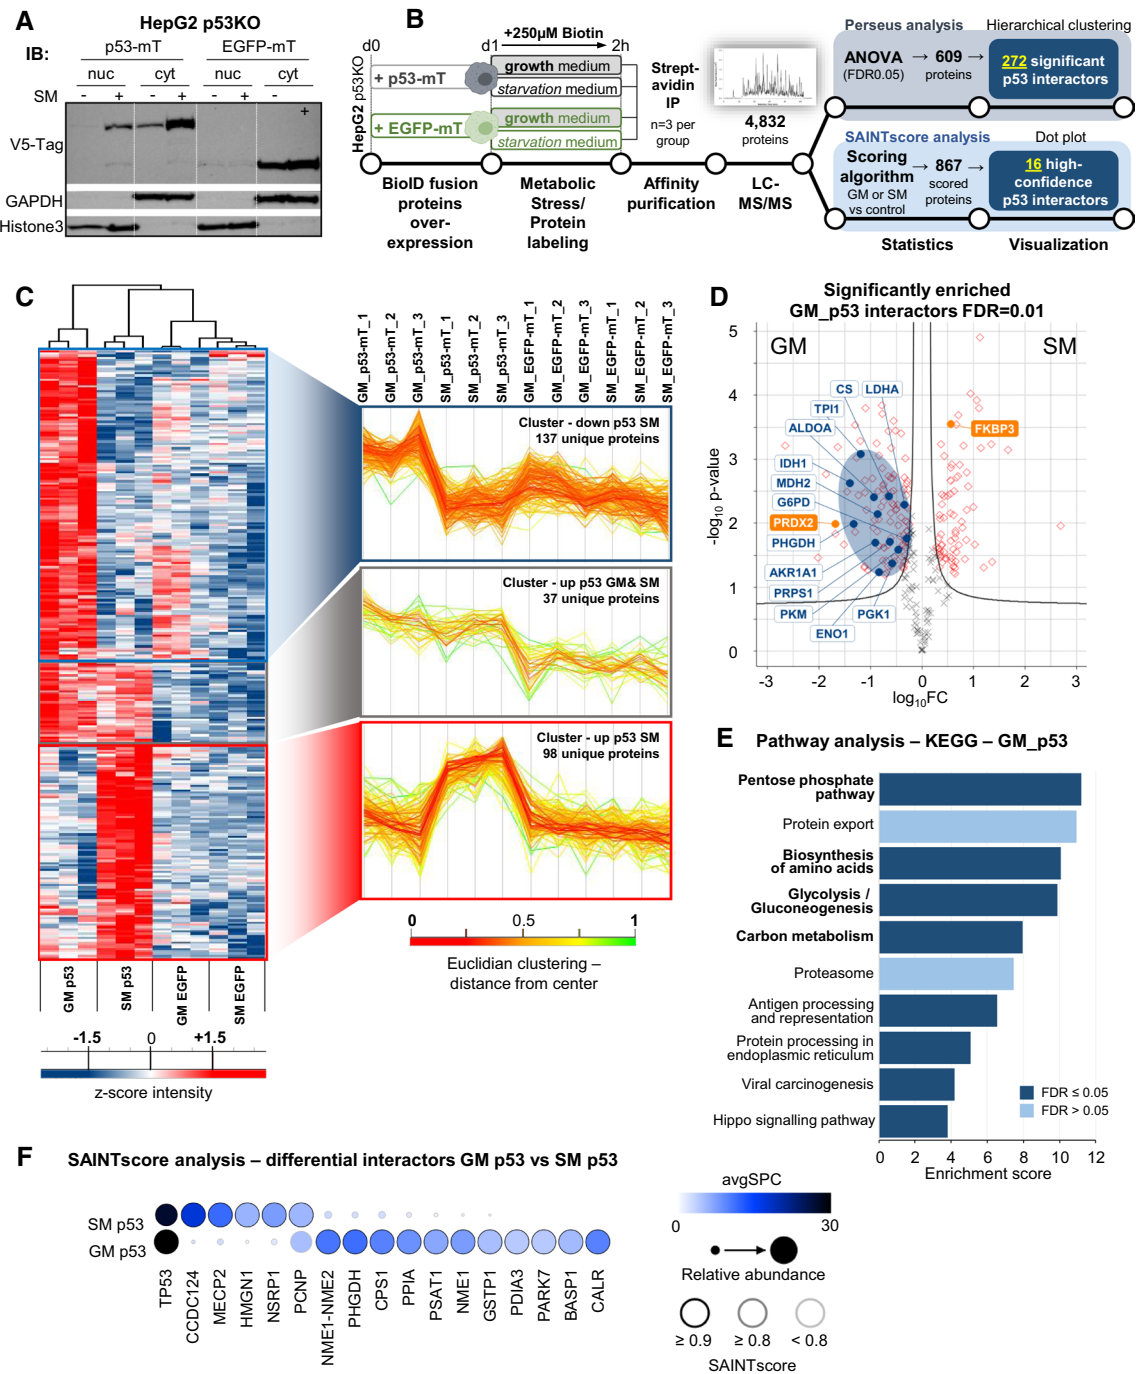 A
HepG2 p53KO
IB:
p53-mT
EGFP-mT
nuc
cyt
nuc
cyt
SM
-
+
-
+
-
+
-
+
V5-Tag
GAPDH
Histone3
B
+250µM Biotin
d0
d1
2h
HepG2 p53KO
+ p53-mT
growth medium
starvation medium
+ EGFP-mT
growth medium
starvation medium
Strept-
avidin
IP
n=3 per
group
4,832
proteins
BioID fusion
proteins
over-
expression
Metabolic
Stress/
Protein
labeling
Affinity
purification
LC-
MS/MS
Perseus analysis
Hierarchical clustering
ANOVA → 609
(FDR0.05)
proteins
272 significant
p53 interactors
SAINTscore analysis
Dot plot
Scoring
algorithm
→ 867
GM or SM
vs control
scored
proteins
16 high-
confidence
p53 interactors
Statistics
Visualization
C
GM_p53-mT_1
GM_p53-mT_2
GM_p53-mT_3
SM_p53-mT_1
SM_p53-mT_2
SM_p53-mT_3
GM_EGFP-mT_1
GM_EGFP-mT_2
GM_EGFP-mT_3
SM_EGFP-mT_1
SM_EGFP-mT_2
SM_EGFP-mT_3
Cluster - down p53 SM
137 unique proteins
Cluster - up p53 GM& SM
37 unique proteins
Cluster - up p53 SM
98 unique proteins
0
0.5
1
Euclidian clustering –
distance from center
GM p53
SM p53
GM EGFP
SM EGFP
-1.5
0
+1.5
z-score intensity
D
Significantly enriched
GM_p53 interactors FDR=0.01
GM
SM
5
4
3
2
1
0
-log10 p-value
CS
LDHA
TPI1
ALDOA
FKBP3
IDH1
MDH2
G6PD
PRDX2
PHGDH
AKR1A1
PRPS1
PKM
PGK1
ENO1
-3
-2
-1
0
1
2
3
log10FC
E
Pathway analysis – KEGG – GM_p53
Pentose phosphate
pathway
Protein export
Biosynthesis
of amino acids
Glycolysis /
Gluconeogenesis
Carbon metabolism
Proteasome
Antigen processing
and representation
Protein processing in
endoplasmic reticulum
Viral carcinogenesis
Hippo signalling pathway
FDR ≤ 0.05
FDR > 0.05
0
2
4
6
8
10
12
Enrichment score
F
SAINTscore analysis – differential interactors GM p53 vs SM p53
SM p53
GM p53
TP53
CCDC124
MECP2
HMGN1
NSRP1
PCNP
NME1-NME2
PHGDH
CPS1
PPIA
PSAT1
NME1
GSTP1
PDIA3
PARK7
BASP1
CALR
avgSPC
0
30
Relative abundance
≥ 0.9
≥ 0.8
< 0.8
SAINTscore